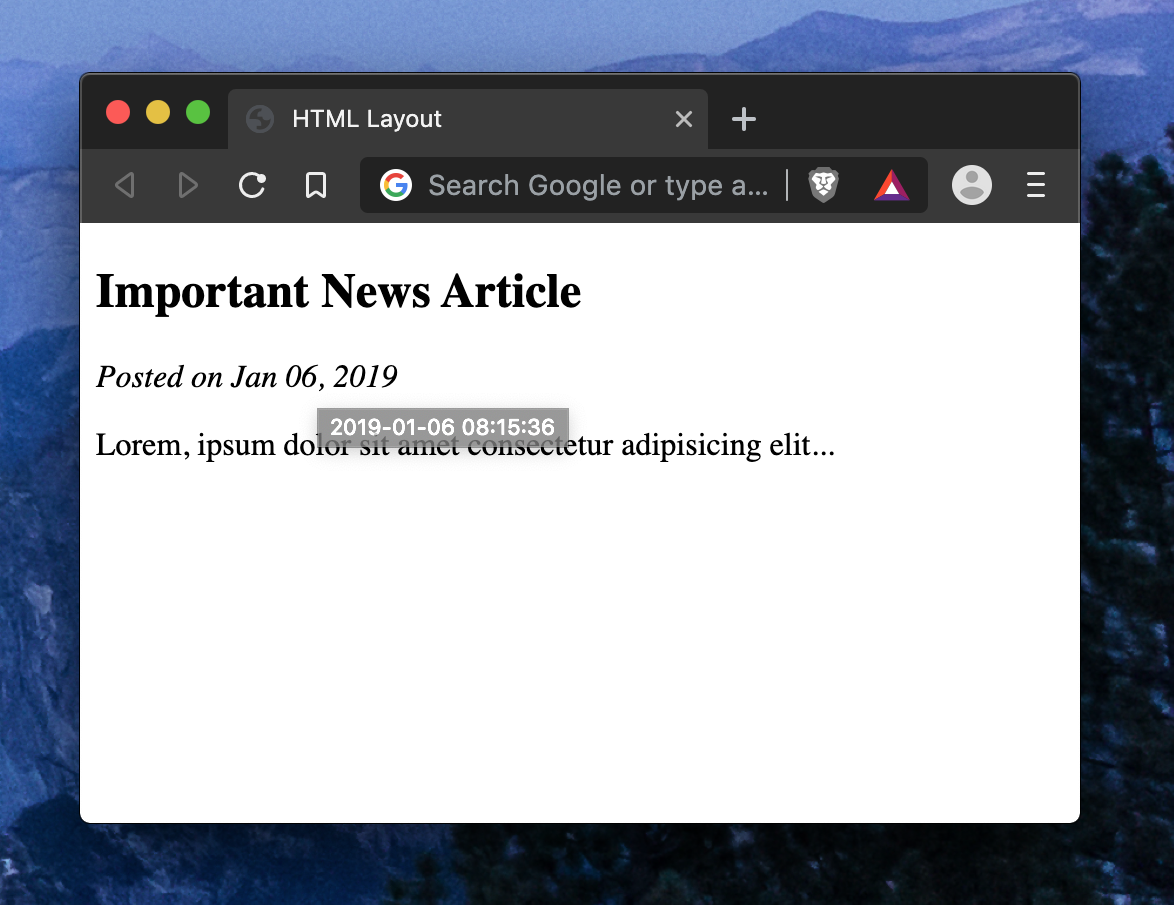 HTML Layout
Search Google or type a...
Important News Article
Posted on Jan 06, 2019
2019-01-06 08:15:36
Lorem, ipsum dolor sit amet consectetur adipisicing elit...